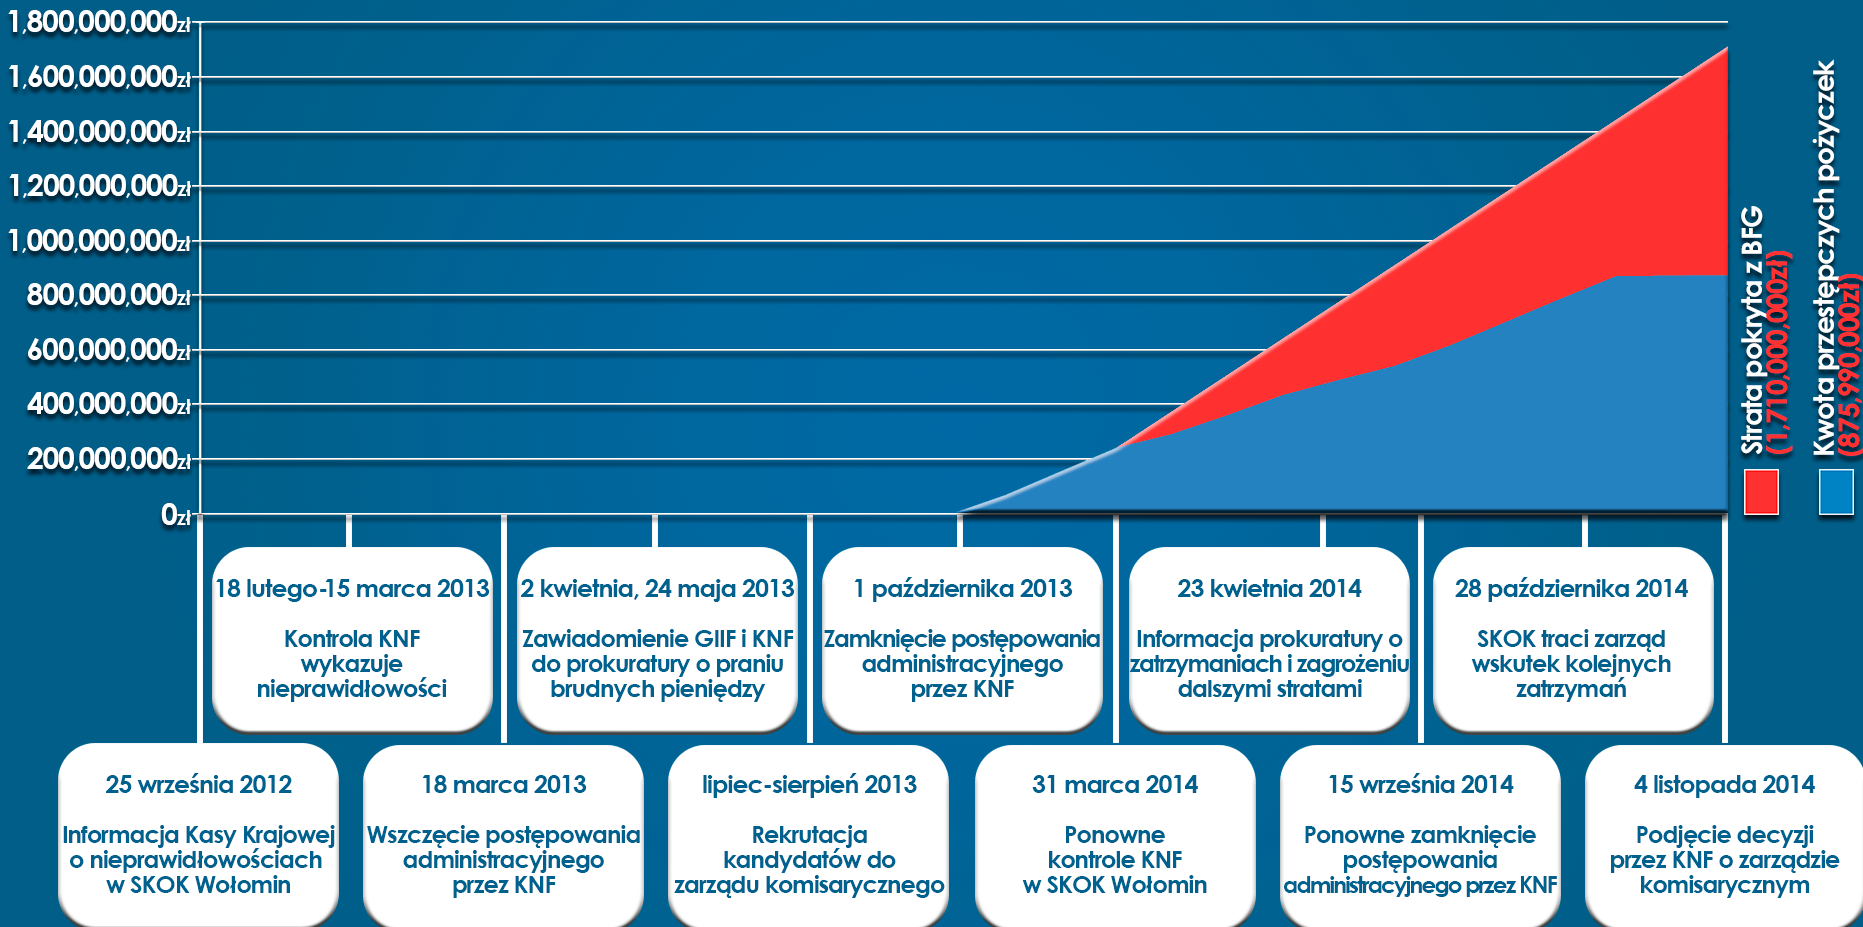 1,800,000,000zł
1,600,000,000zł
1,400,000,000zł
1,200,000,000zł
1,000,000,000zł
800,000,000zł
600,000,000zł
400,000,000zł
200,000,000zł
0zł
Strata pokryta z BFG
(1,710,000,000zł)
Kwota przestępczych pożyczek
(875,990,000zł)
18 lutego-15 marca 2013
Kontrola KNF
wykazuje
nieprawidłowości
2 kwietnia, 24 maja 2013
Zawiadomienie GIIF i KNF
do prokuratury o praniu
brudnych pieniędzy
1 października 2013
Zamknięcie postępowania
administracyjnego
przez KNF
23 kwietnia 2014
Informacja prokuratury o
zatrzymaniach i zagrożeniu
dalszymi stratami
28 października 2014
SKOK traci zarząd
wskutek kolejnych
zatrzymań
25 września 2012
Informacja Kasy Krajowej
o nieprawidłowościach
w SKOK Wołomin
18 marca 2013
Wszczęcie postępowania
administracyjnego
przez KNF
lipiec-sierpień 2013
Rekrutacja
kandydatów do
zarządu komisarycznego
31 marca 2014
Ponowne
kontrole KNF
w SKOK Wołomin
15 września 2014
Ponowne zamknięcie
postępowania
administracyjnego przez KNF
4 listopada 2014
Podjęcie decyzji
przez KNF o zarządzie
komisarycznym